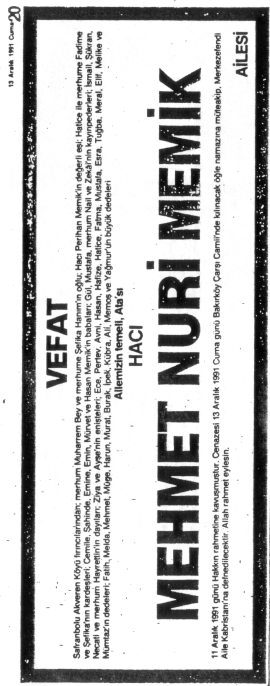 13 Aralık 1991 Cuma 20
VEFAT
Safranbolu Akveren Köyü fırıncılarından; merhum Muharrem Bey ve merhume Şefika Hanım'ın oğlu; Hacı Perihan Memik'in değerli eşi; Hatice ile merhume Fadime
ve Şefika'nın kardeşleri; Cemile, Şahinde, Emine, Emin, Mürvet ve Hasan Memik'in babaları; Gül, Mustafa, merhum Nail ve Zekâi'nin kayınpederleri; İsmail, Şükran,
Necati ve merhum Hayrettin'in dayıları; Ziya ve Ayşe'nin enişteleri; Ece, Pertev, Avni, Hasan, Hafize, Hatice, Fatma, Mustafa, Esra, Tuğba, Meral, Elif, Melike ve
Mümtaz'ın dedeleri; Fatih, Melda, Mehmet, Müge, Harun, Murat, Burak, İpek, Kübra, Ali, Memoş ve Yağmur'un büyük dedeleri
Ailemizin temeli, Ata'sı
HACI
MEHMET NURİ MEMİK
11 Aralık 1991 günü Hakkın rahmetine kavuşmuştur. Cenazesi 13 Aralık 1991 Cuma günü Bakırköy Çarşı Camii'nde kılınacak öğle namazına müteakip, Merkezefendi
Aile Kabristanı'na defnedilecektir. Allah rahmet eylesin.
AİLESİ